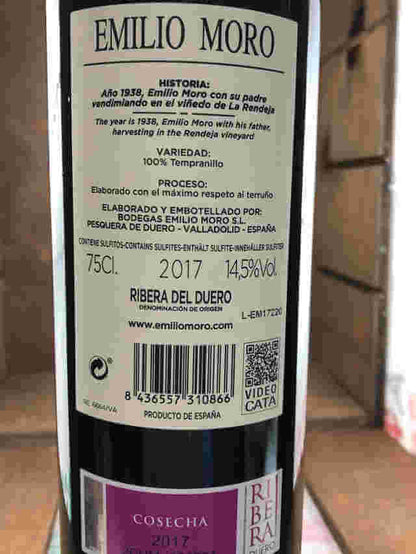 EMILIO MORO
HISTORIA:
Año 1938, Emilio Moro con su padre
vendimiando en el viñedo de La Rendeja
The year is 1938, Emilio Moro with his father,
harvesting in the Rendeja vineyard
VARIEDAD:
100% Tempranillo
PROCESO:
Elaborado con el máximo respeto al terruño
ELABORADO Y EMBOTELLADO POR:
BODEGAS EMILIO MORO S.L.
PESQUERA DE DUERO - VALLADOLID - ESPAÑA
CONTIENE SULFITOS-CONTAINS SULPHITES-ENTHÄLT SULFITE-INNEHÅLLER SULFITER
75Cl. 2017 14,5%Vol.
RIBERA DEL DUERO
DENOMINACIÓN DE ORIGEN
L-EM17220
www.emiliomoro.com
8 436557 310866
VIDEO
CATA
PRODUCTO DE ESPAÑA
COSECHA
2017
RIBERA
DUERO